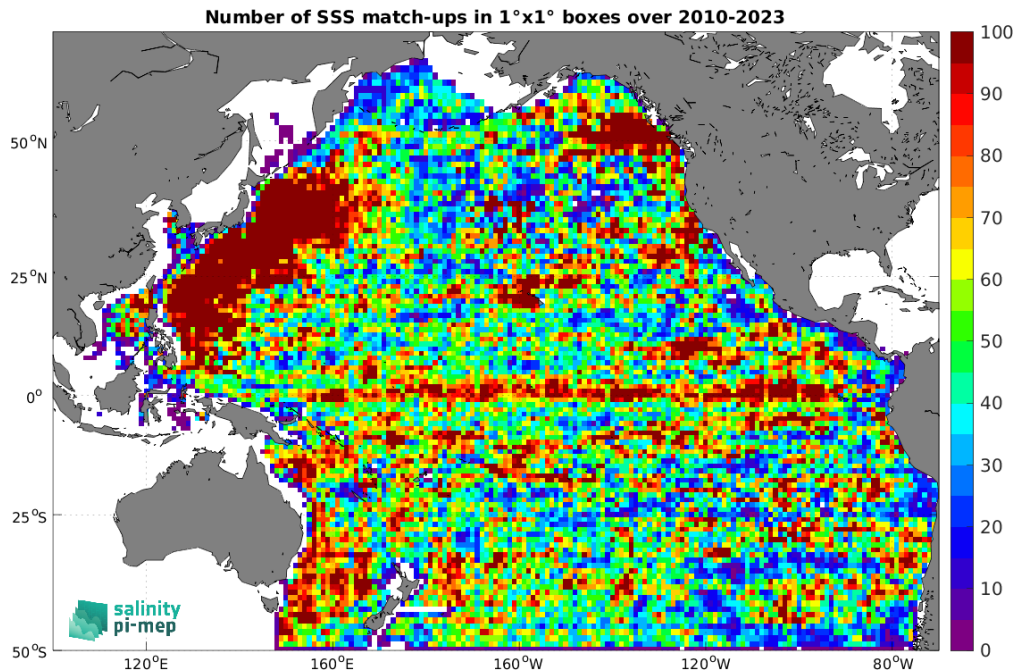 Number of SSS match-ups in 1°x1° boxes over 2010-2023
100
90
80
70
60
50
40
30
20
10
0
50°N
25°N
0°
25°S
50°S
120°E
160°E
160°W
120°W
80°W
salinity
pi-mep